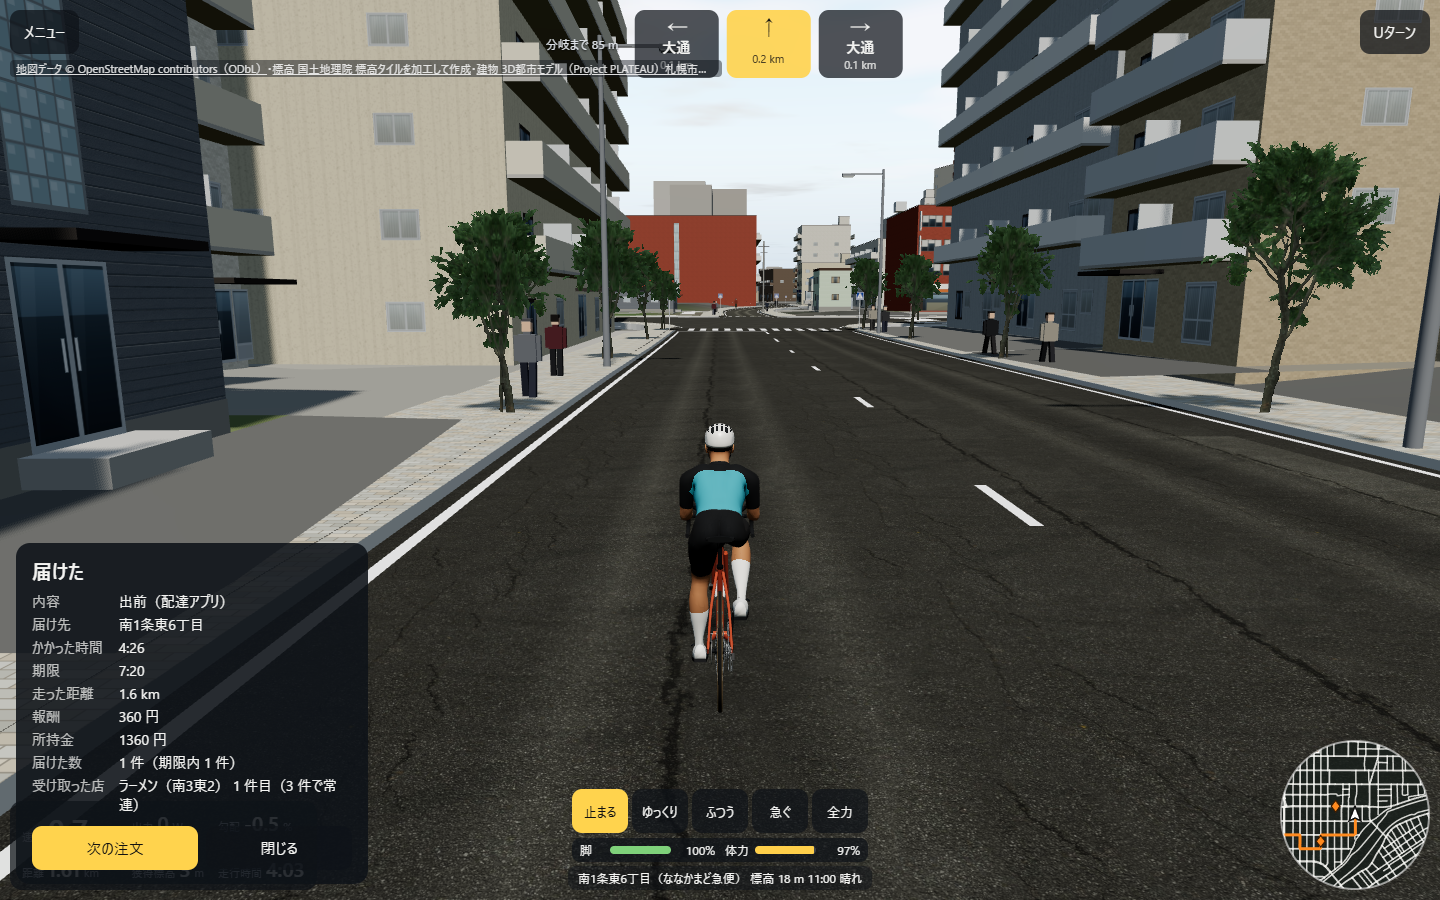 メニュー
分岐まで 85 m
← 大通
↑ 0.2 km
→ 大通 0.1 km
Uターン
地図データ © OpenStreetMap contributors（ODbL）・標高 国土地理院 標高タイルを加工して作成・建物 3D都市モデル（Project PLATEAU）札幌市...
届けた
内容 出前（配達アプリ）
届け先 南1条東6丁目
かかった時間 4:26
期限 7:20
走った距離 1.6 km
報酬 360 円
所持金 1360 円
届けた数 1 件（期限内 1 件）
受け取った店 ラーメン（南3東2） 1 件目（3 件で常
連）
次の注文 閉じる
止まる ゆっくり ふつう 急ぐ 全力
脚 100% 体力 97%
南1条東6丁目（ななかまど急便） 標高 18 m 11:00 晴れ